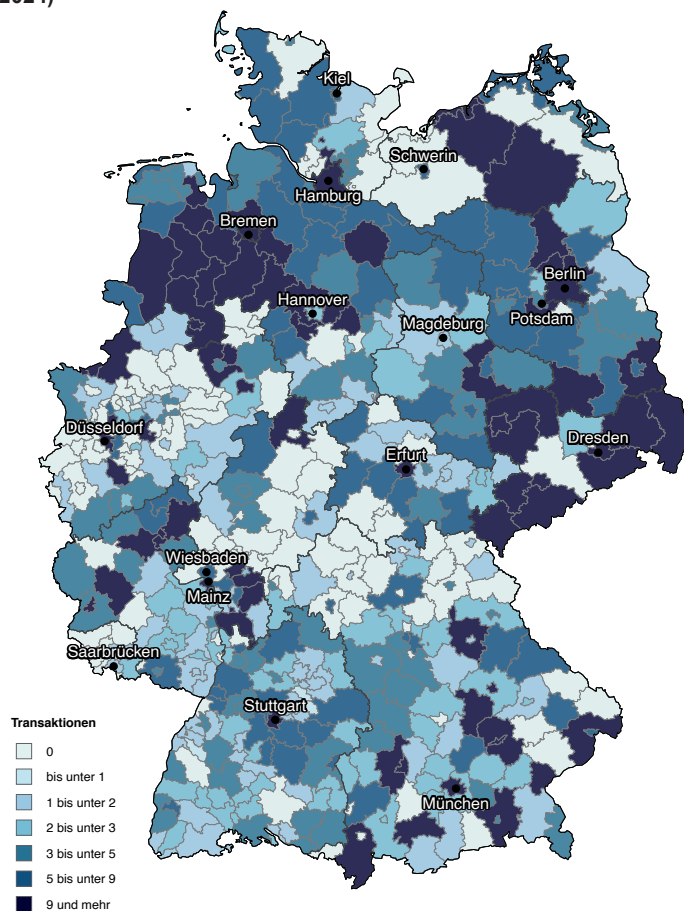 2024)
Kiel
Schwerin
Hamburg
Bremen
Berlin
Hannover
Potsdam
Magdeburg
Düsseldorf
Dresden
Erfurt
Wiesbaden
Mainz
Saarbrücken
Stuttgart
München
Transaktionen
0
bis unter 1
1 bis unter 2
2 bis unter 3
3 bis unter 5
5 bis unter 9
9 und mehr